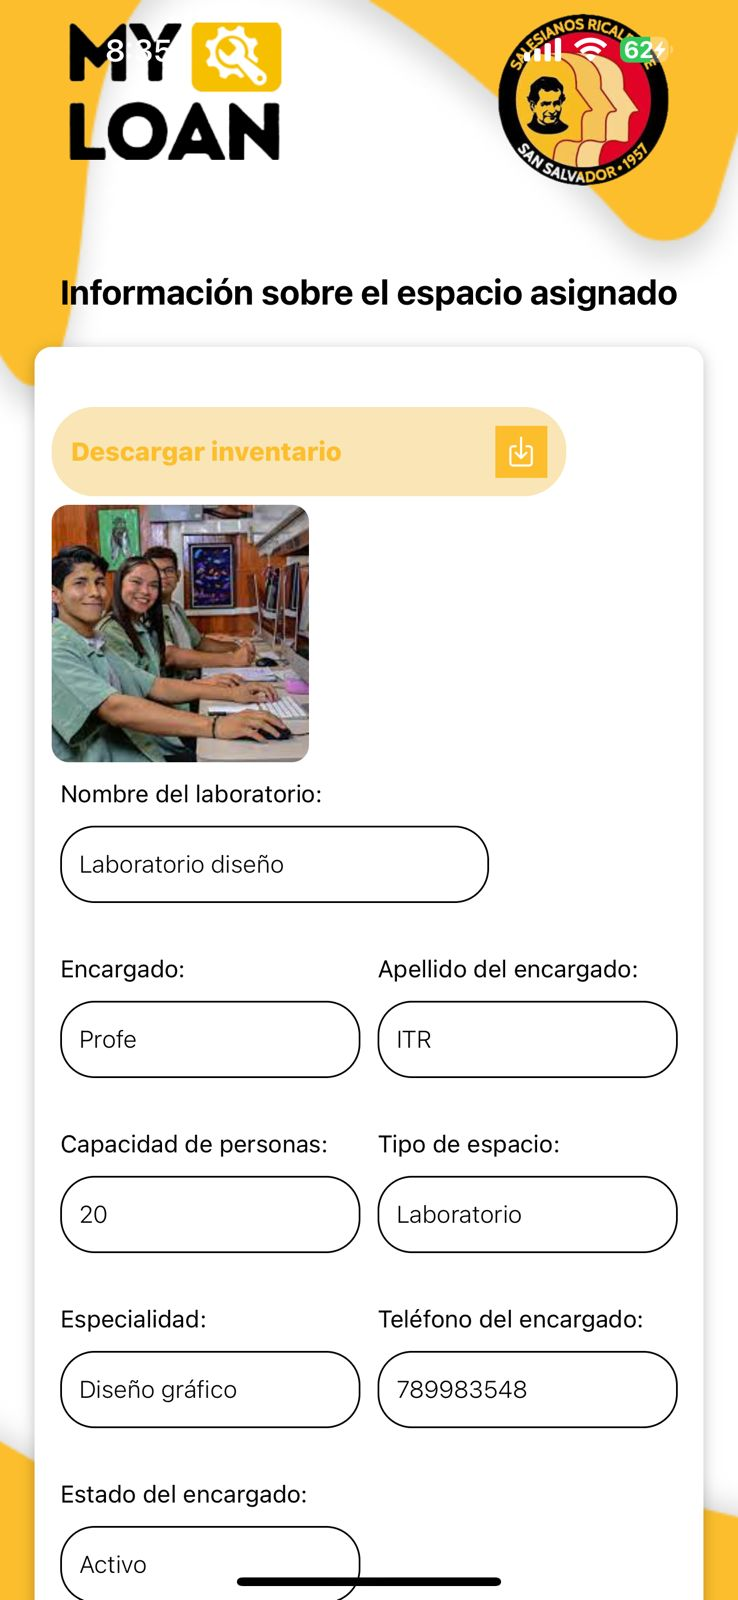 MY
8:35
62
LOAN
SALESIANOS RICALDONE
SAN SALVADOR • 1957
Información sobre el espacio asignado
Descargar inventario
Nombre del laboratorio:
Laboratorio diseño
Encargado:
Apellido del encargado:
Profe
ITR
Capacidad de personas:
Tipo de espacio:
20
Laboratorio
Especialidad:
Teléfono del encargado:
Diseño gráfico
789983548
Estado del encargado:
Activo